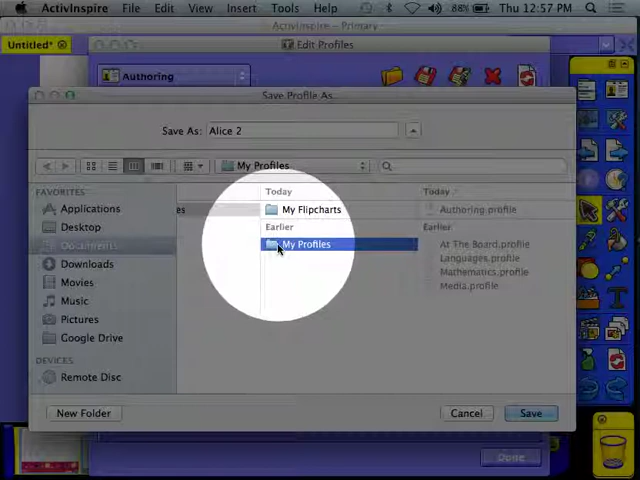 ActivInspire File Edit View Insert Tools Help 88% Thu 12:57 PM
ActivInspire – Primary
Untitled*
Edit Profiles
Authoring
Save Profile As...
Save As: Alice 2
My Profiles
FAVORITES
Applications
Desktop
Documents
Downloads
Movies
Music
Pictures
Google Drive
DEVICES
Remote Disc
es
Today
My Flipcharts
Earlier
My Profiles
Today
Authoring.profile
Earlier
At The Board.profile
Languages.profile
Mathematics.profile
Media.profile
New Folder
Cancel
Save
Done